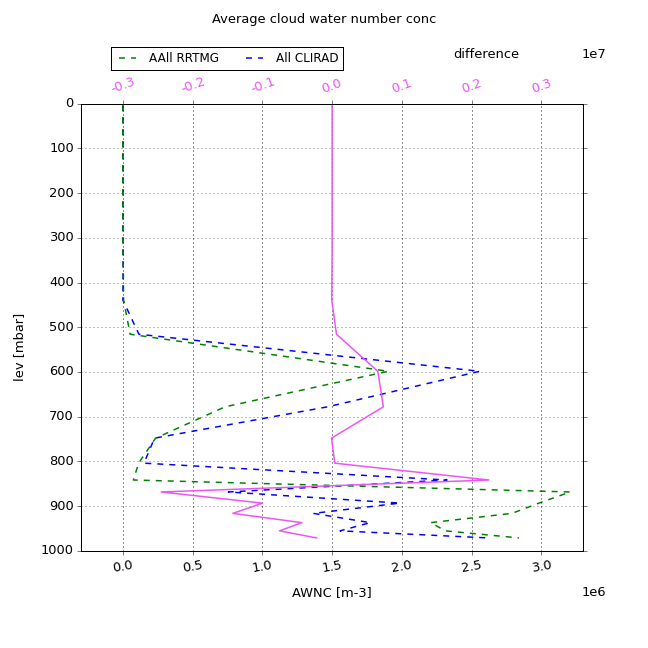 Average cloud water number conc
AAll RRTMG All CLIRAD
difference 1e7
-0.3 -0.2 -0.1 0.0 0.1 0.2 0.3
0
100
200
300
400
500
600
700
800
900
1000
lev [mbar]
0.0 0.5 1.0 1.5 2.0 2.5 3.0
AWNC [m-3] 1e6